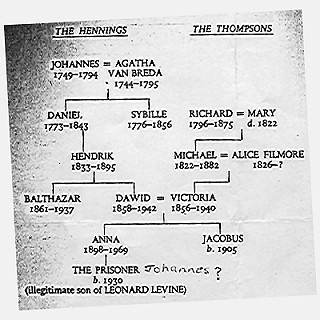 THE HENNINGS THE THOMPSONS
JOHANNES = AGATHA
1749-1794 VAN BREDA
1744-1795
DANIEL SYBILLE RICHARD = MARY
1773-1843 1776-1856 1796-1875 d. 1822
HENDRIK MICHAEL = ALICE FILMORE
1833-1895 1822-1882 1826-?
BALTHAZAR DAWID = VICTORIA
1861-1937 1858-1942 1856-1940
ANNA JACOBUS
1898-1969 b. 1905
THE PRISONER Johannes ?
b. 1930
(illegitimate son of LEONARD LEVINE)